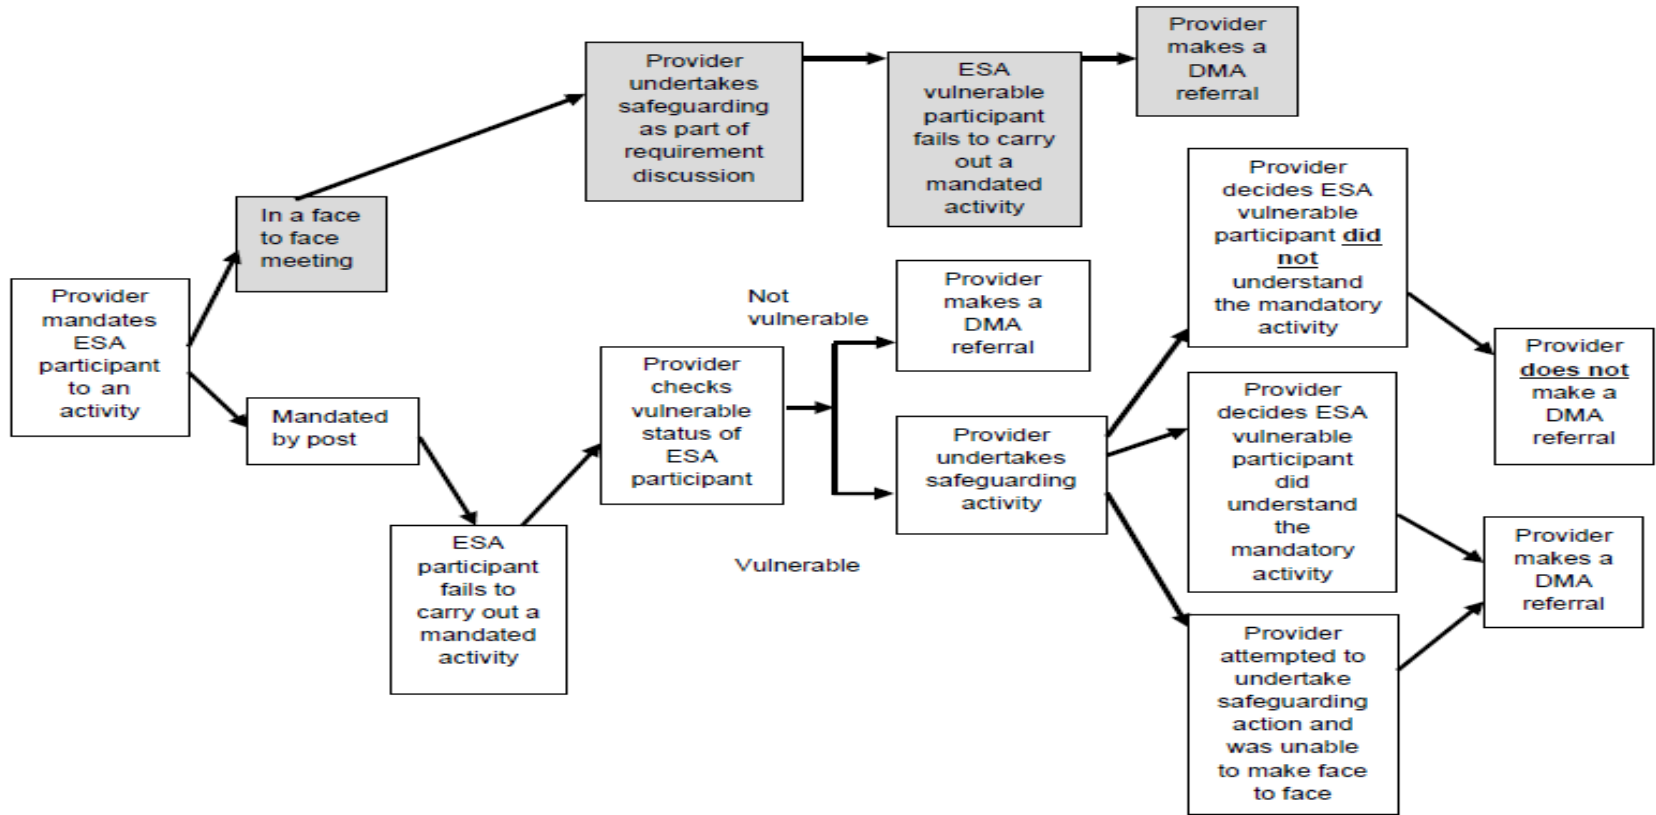 Provider
mandates
ESA
participant
to an
activity
In a face
to face
meeting
Provider
undertakes
safeguarding
as part of
requirement
discussion
ESA
vulnerable
participant
fails to carry
out a
mandated
activity
Provider
makes a
DMA
referral
Mandated
by post
ESA
participant
fails to
carry out a
mandated
activity
Provider
checks
vulnerable
status of
ESA
participant
Not
vulnerable
Provider
makes a
DMA
referral
Vulnerable
Provider
undertakes
safeguarding
activity
Provider
decides ESA
vulnerable
participant did
not
understand
the mandatory
activity
Provider
does not
make a
DMA
referral
Provider
decides ESA
vulnerable
participant
did
understand
the
mandatory
activity
Provider
attempted to
undertake
safeguarding
action and
was unable
to make face
to face
Provider
makes a
DMA
referral